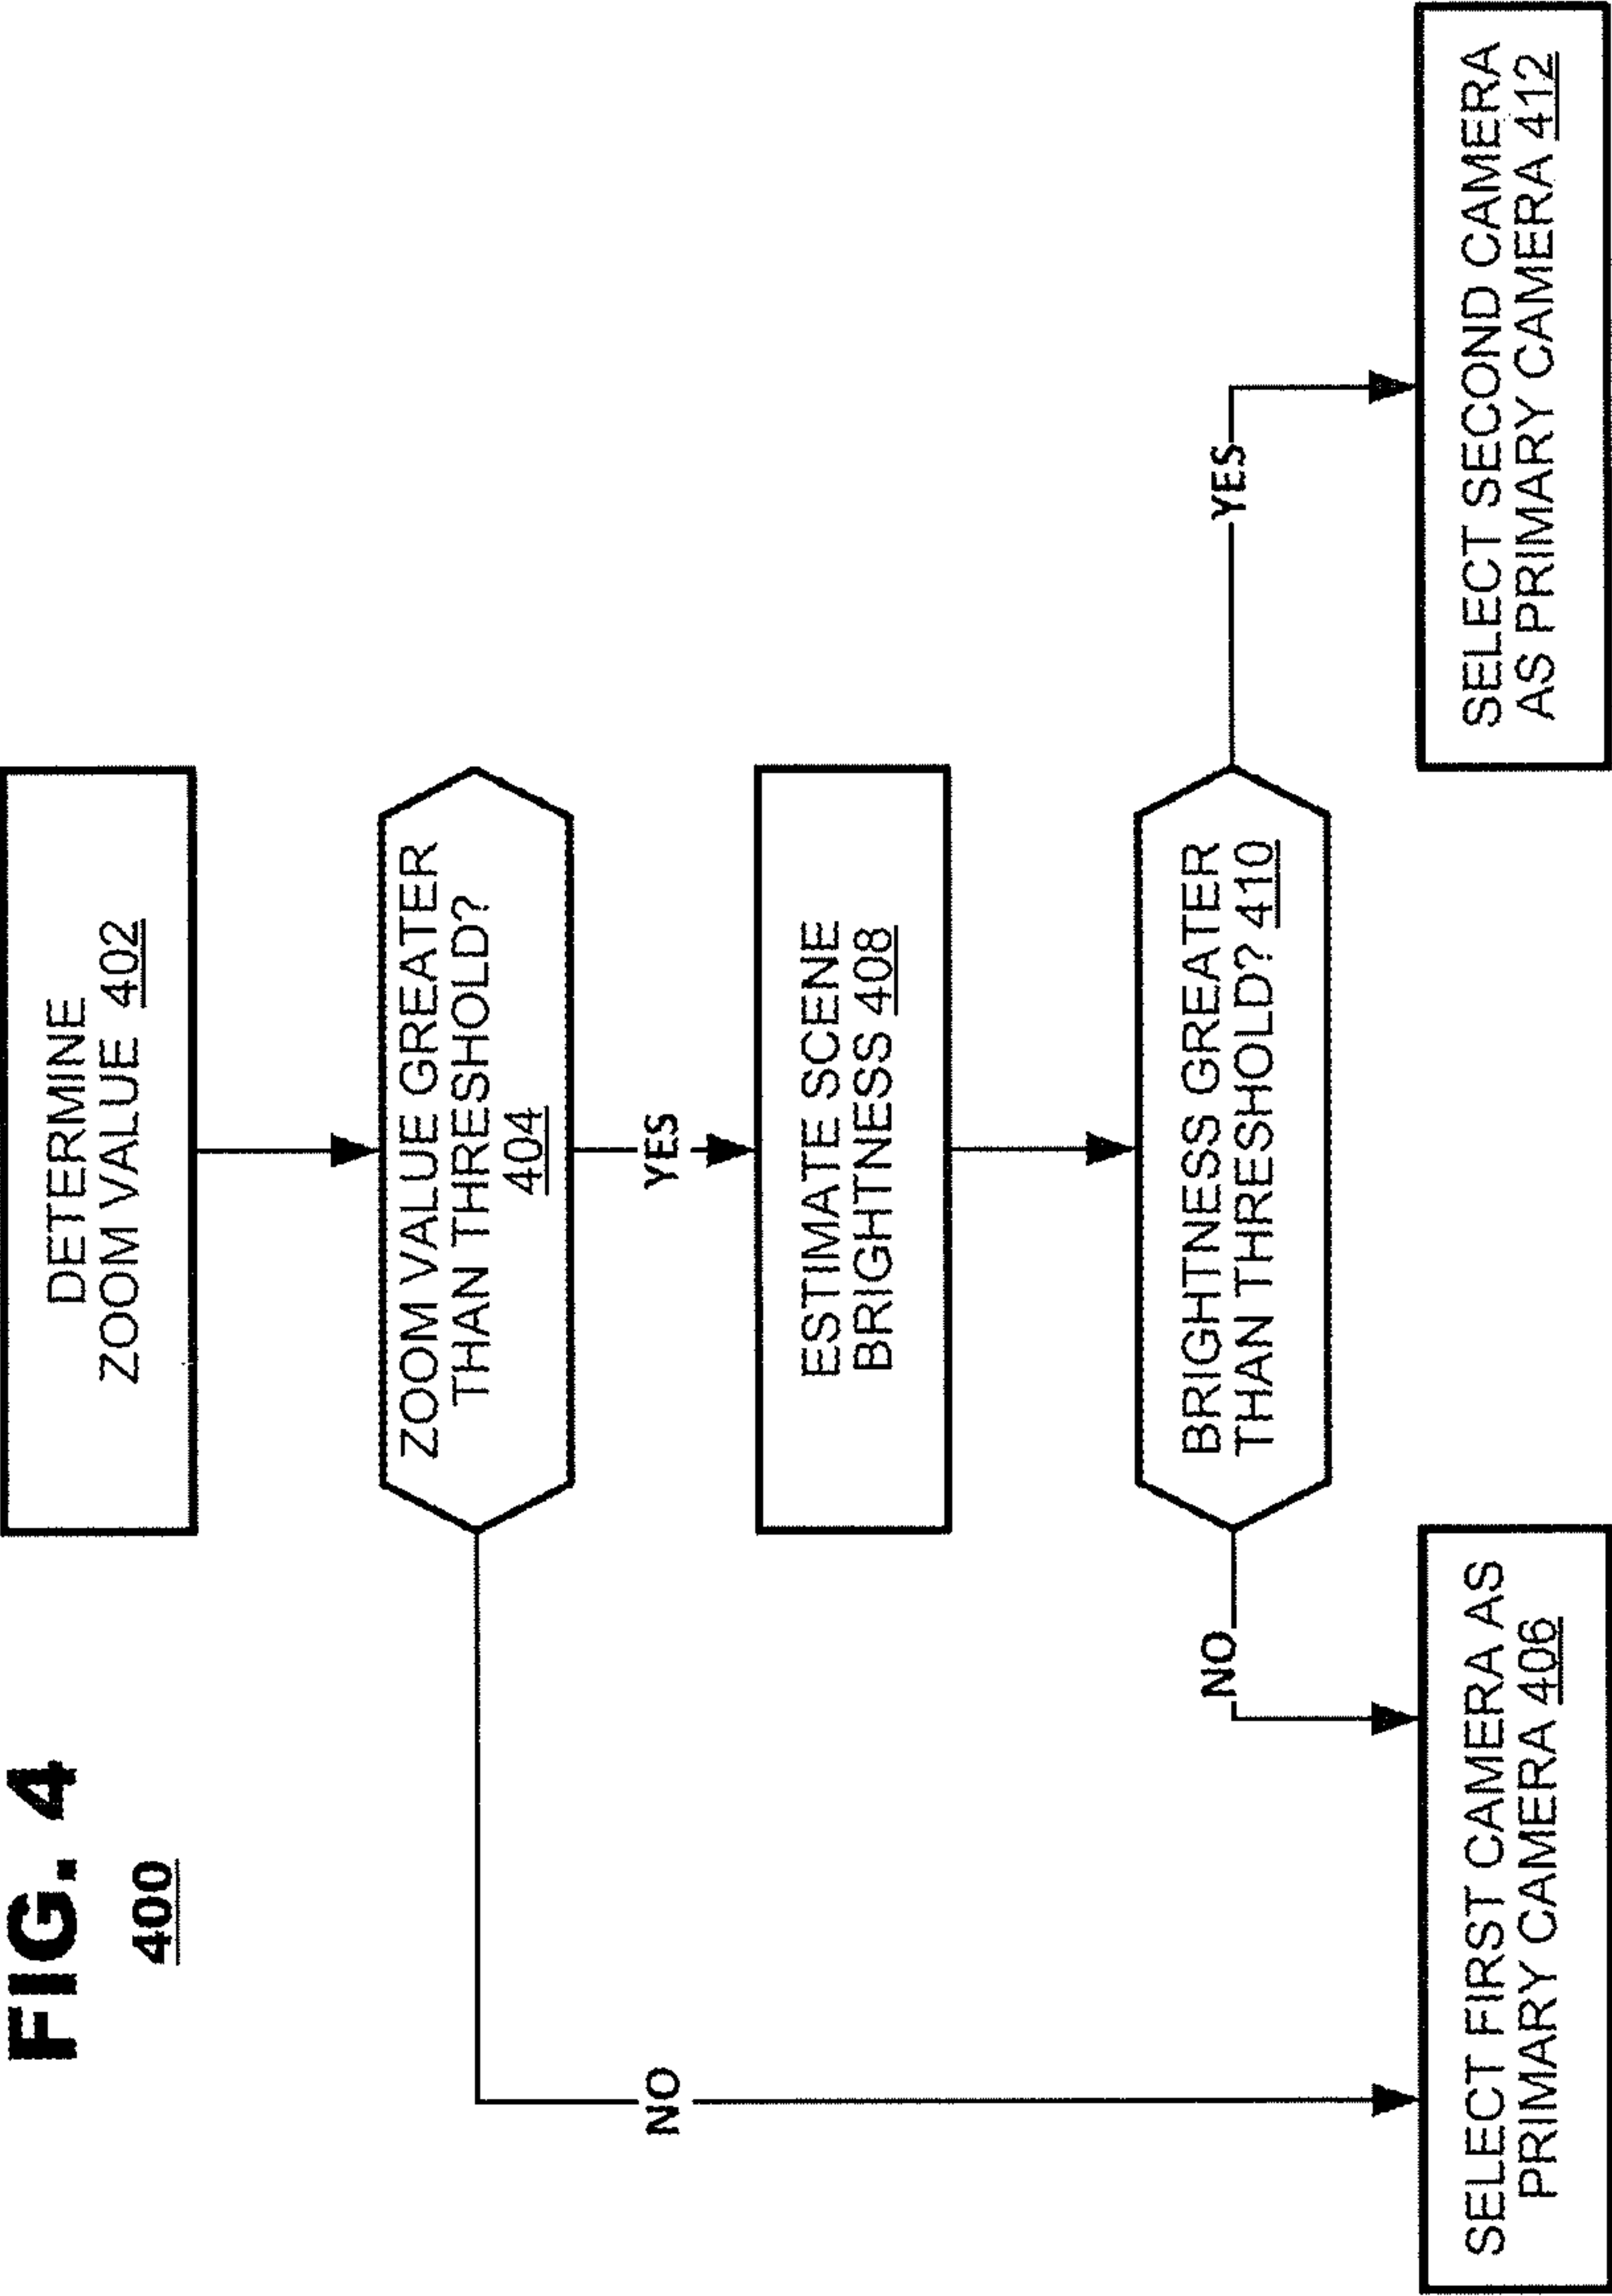 FIG. 4
400
DETERMINE
ZOOM VALUE 402
ZOOM VALUE GREATER
THAN THRESHOLD?
404
NO
YES
ESTIMATE SCENE
BRIGHTNESS 408
BRIGHTNESS GREATER
THAN THRESHOLD? 410
NO
YES
SELECT FIRST CAMERA AS
PRIMARY CAMERA 406
SELECT SECOND CAMERA
AS PRIMARY CAMERA 412